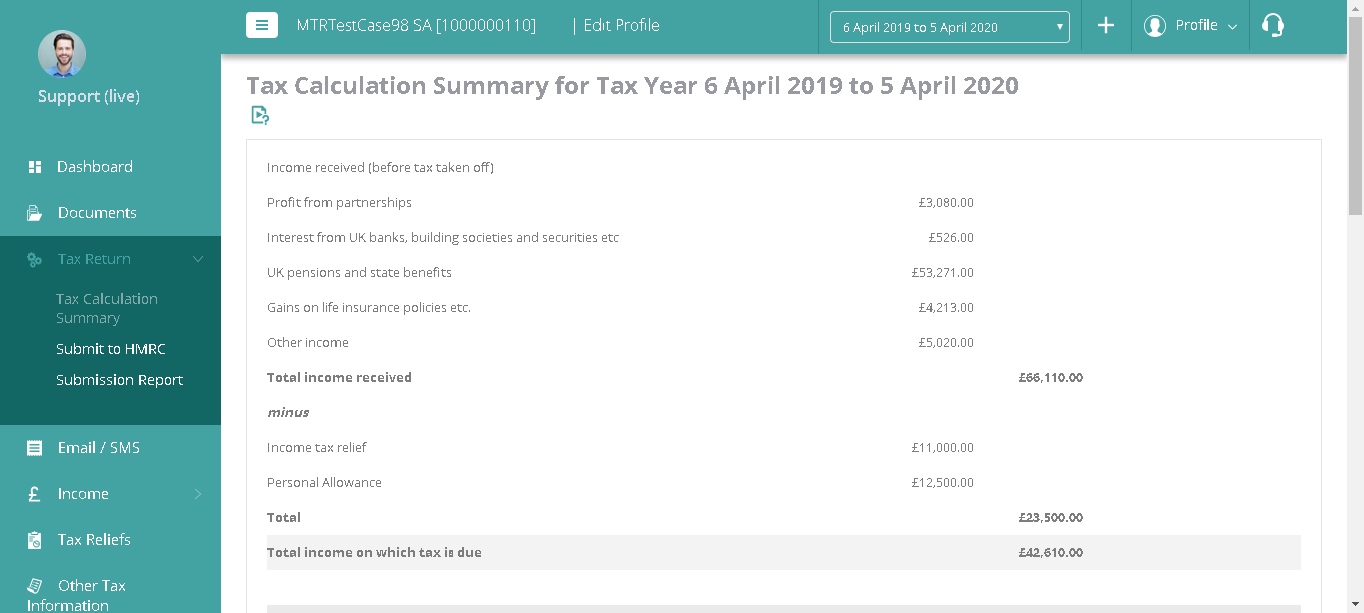 MTRTestCase98 SA [1000000110] | Edit Profile
6 April 2019 to 5 April 2020
Profile
Support (live)
Dashboard
Documents
Tax Return
Tax Calculation
Summary
Submit to HMRC
Submission Report
Email / SMS
Income
Tax Reliefs
Other Tax
Information
Tax Calculation Summary for Tax Year 6 April 2019 to 5 April 2020
Income received (before tax taken off)
Profit from partnerships £3,080.00
Interest from UK banks, building societies and securities etc £526.00
UK pensions and state benefits £53,271.00
Gains on life insurance policies etc. £4,213.00
Other income £5,020.00
Total income received £66,110.00
minus
Income tax relief £11,000.00
Personal Allowance £12,500.00
Total £23,500.00
Total income on which tax is due £42,610.00